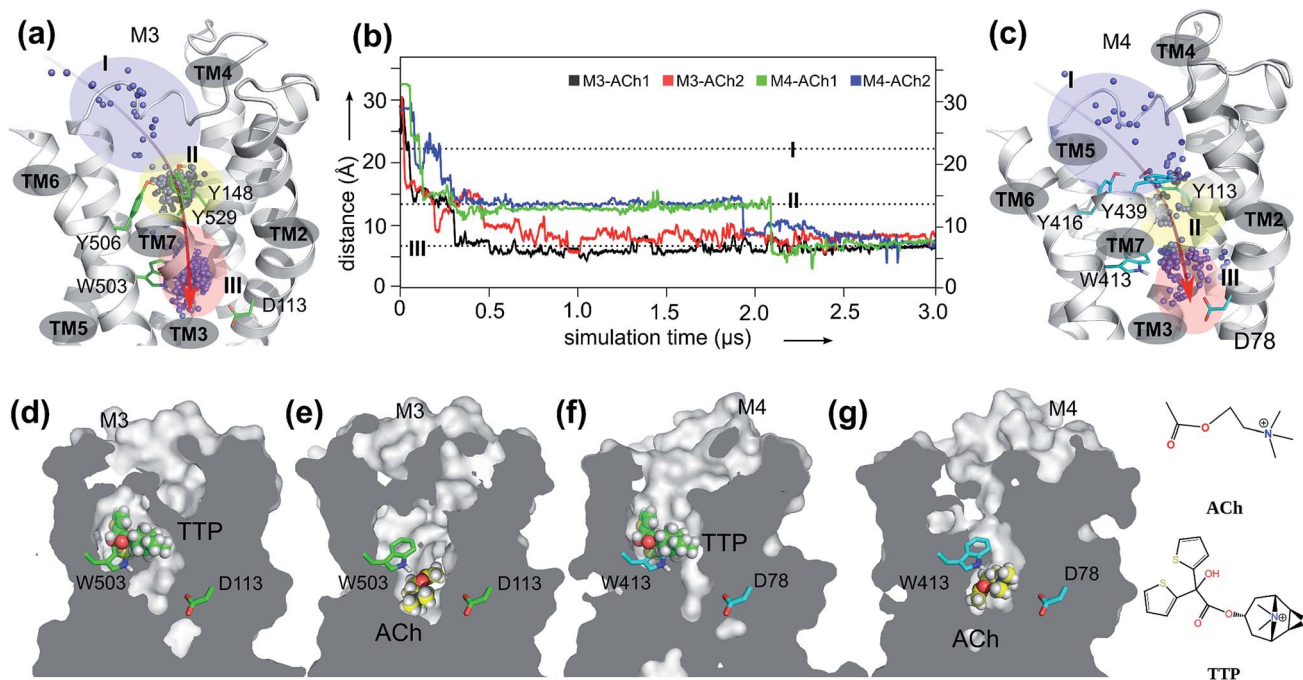 (a)
M3
I
TM4
II
TM6
Y148
Y529
Y506
TM7
TM2
W503
III
D113
TM5
TM3
(b)
M3-ACh1
M3-ACh2
M4-ACh1
M4-ACh2
distance (Å)
30
20
10
0
30
20
10
0
I
II
III
0
0.5
1.0
1.5
2.0
2.5
3.0
simulation time (µs)
(c)
M4
TM4
I
TM5
TM6
Y113
Y416
Y439
TM2
II
TM7
W413
III
TM3
D78
(d)
M3
TTP
W503
D113
(e)
M3
W503
D113
ACh
(f)
M4
TTP
W413
D78
(g)
M4
W413
D78
ACh
O
O
N
⊕
ACh
S
S
OH
O
O
N
⊕
TTP